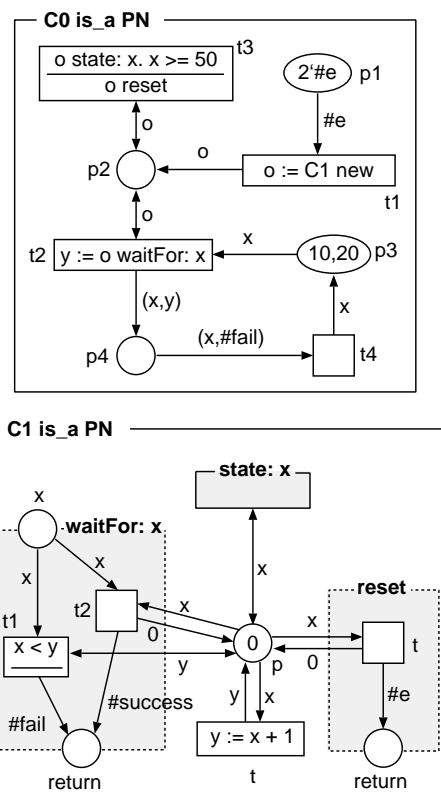 C0 is_a PN
o state: x. x >= 50
o reset
t3
2‘#e
p1
#e
o
o
p2
o := C1 new
t1
o
t2
y := o waitFor: x
x
10,20
p3
(x,y)
x
p4
(x,#fail)
t4
C1 is_a PN
state: x
x
waitFor: x
x
x
x
reset
t1
t2
x
x
0
0
p
x
0
t
x < y
y
y
x
#e
#fail
#success
y := x + 1
return
t
return